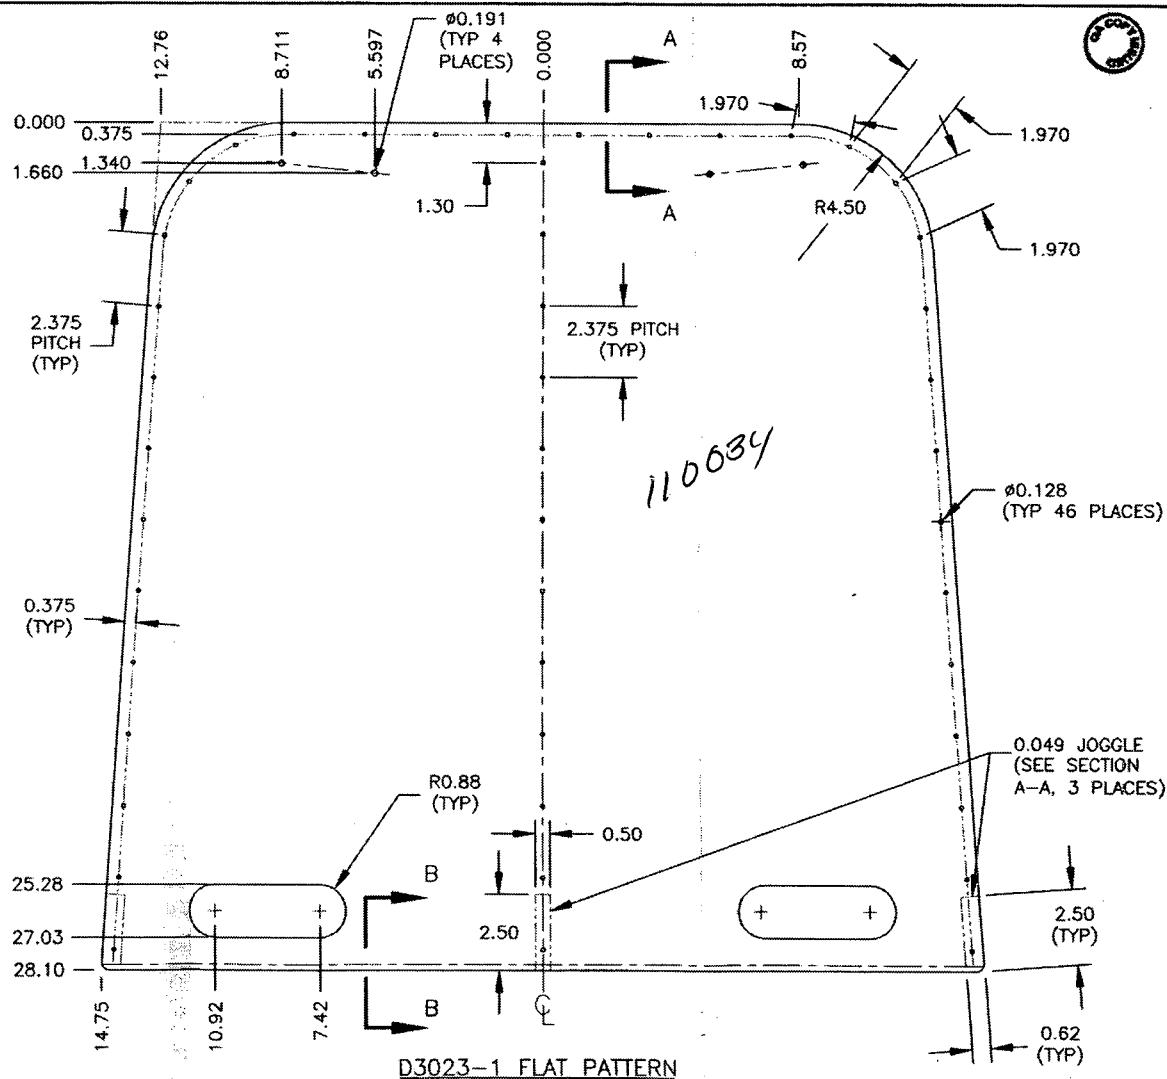 12.76
8.711
5.597
ø0.191
(TYP 4
PLACES)
0.000
A
8.57
1.970
0.000
0.375
1.340
1.660
1.30
A
R4.50
1.970
1.970
2.375
PITCH
(TYP)
2.375 PITCH
(TYP)
110034
ø0.128
(TYP 46 PLACES)
0.375
(TYP)
0.049 JOGGLE
(SEE SECTION
A-A, 3 PLACES)
R0.88
(TYP)
0.50
25.28
B
2.50
2.50
(TYP)
27.03
28.10
B
14.75
10.92
7.42
CL
0.62
(TYP)
D3023-1 FLAT PATTERN